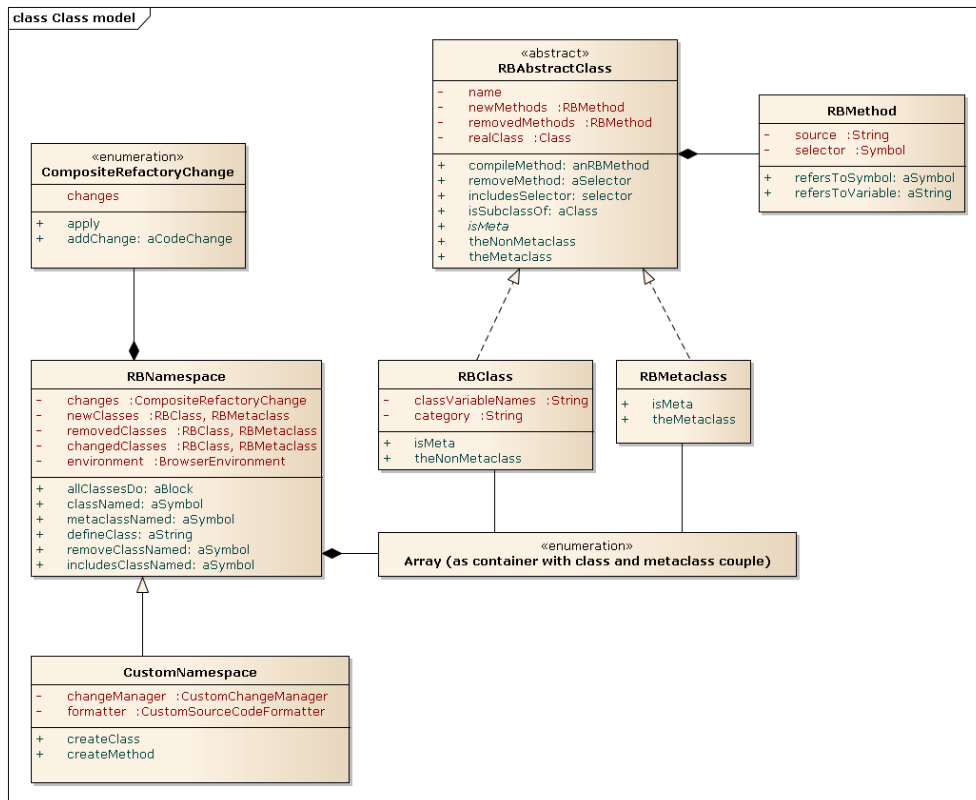 class Class model
«abstract»
RBAbstractClass
- name
- newMethods :RBMethod
- removedMethods :RBMethod
- realClass :Class
+ compileMethod: anRBMethod
+ removeMethod: aSelector
+ includesSelector: selector
+ isSubclassOf: aClass
+ isMeta
+ theNonMetaclass
+ theMetaclass
RBMethod
- source :String
- selector :Symbol
+ refersToSymbol: aSymbol
+ refersToVariable: aString
«enumeration»
CompositeRefactoryChange
changes
+ apply
+ addChange: aCodeChange
RBNamespace
- changes :CompositeRefactoryChange
- newClasses :RBClass, RBMetaclass
- removedClasses :RBClass, RBMetaclass
- changedClasses :RBClass, RBMetaclass
- environment :BrowserEnvironment
+ allClassesDo: aBlock
+ classNamed: aSymbol
+ metaclassNamed: aSymbol
+ defineClass: aString
+ removeClassNamed: aSymbol
+ includesClassNamed: aSymbol
RBClass
- classVariableNames :String
- category :String
+ isMeta
+ theNonMetaclass
RBMetaclass
+ isMeta
+ theMetaclass
«enumeration»
Array (as container with class and metaclass couple)
CustomNamespace
- changeManager :CustomChangeManager
- formatter :CustomSourceCodeFormatter
+ createClass
+ createMethod